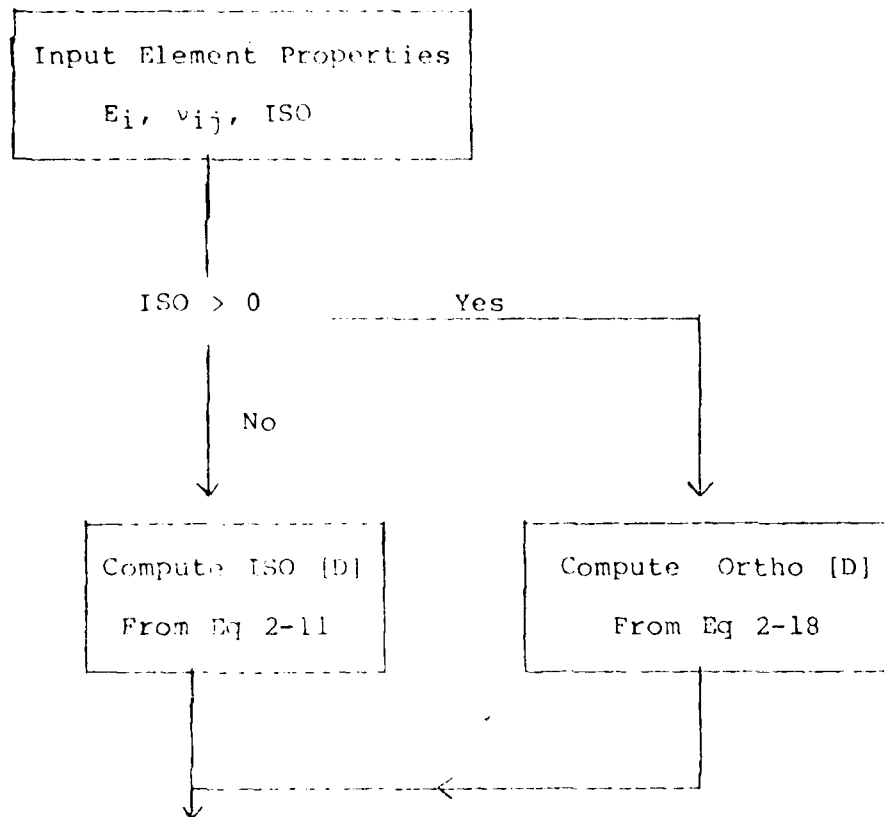 Input Element Properties
Ei, νij, ISO
ISO > 0 Yes
No
Compute ISO [D]
From Eq 2-11
Compute Ortho [D]
From Eq 2-18